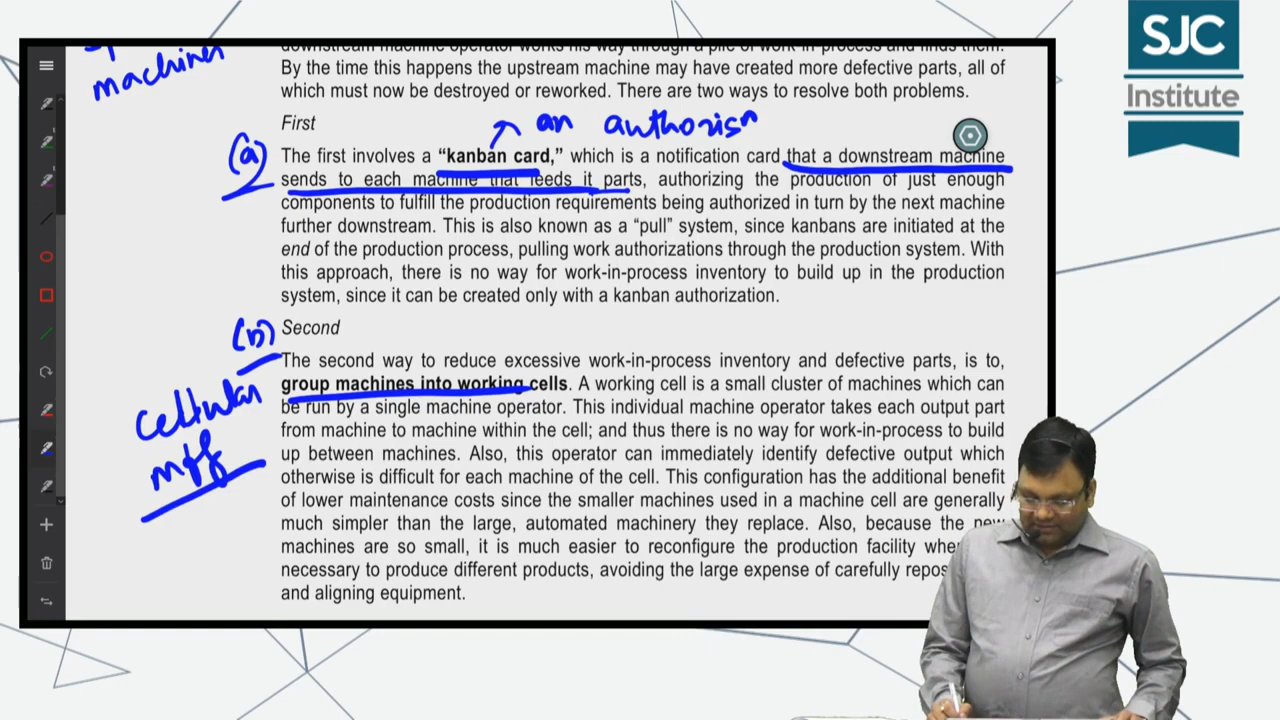 SJC
Institute
machines
downstream machine operator works his way through a pile of work-in-process and finds them.
By the time this happens the upstream machine may have created more defective parts, all of
which must now be destroyed or reworked. There are two ways to resolve both problems.
First
an authorisn
(a)
The first involves a “kanban card,” which is a notification card that a downstream machine
sends to each machine that feeds it parts, authorizing the production of just enough
components to fulfill the production requirements being authorized in turn by the next machine
further downstream. This is also known as a “pull” system, since kanbans are initiated at the
end of the production process, pulling work authorizations through the production system. With
this approach, there is no way for work-in-process inventory to build up in the production
system, since it can be created only with a kanban authorization.
(b) Second
The second way to reduce excessive work-in-process inventory and defective parts, is to,
group machines into working cells. A working cell is a small cluster of machines which can
be run by a single machine operator. This individual machine operator takes each output part
from machine to machine within the cell; and thus there is no way for work-in-process to build
up between machines. Also, this operator can immediately identify defective output which
otherwise is difficult for each machine of the cell. This configuration has the additional benefit
of lower maintenance costs since the smaller machines used in a machine cell are generally
much simpler than the large, automated machinery they replace. Also, because the new
machines are so small, it is much easier to reconfigure the production facility
necessary to produce different products, avoiding the large expense of carefully
and aligning equipment.
cellular
mff